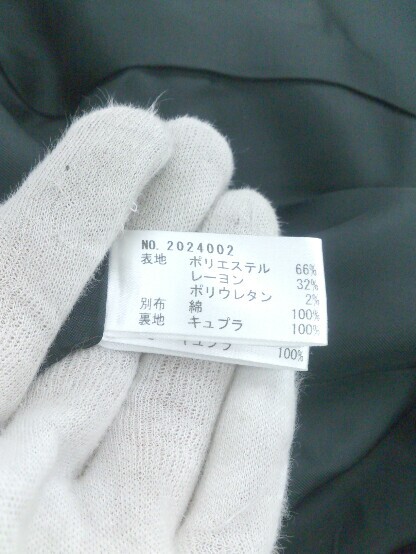 NO. 2024002
表地 ポリエステル 66%
レーヨン 32%
ポリウレタン 2%
別布 綿 100%
裏地 キュプラ 100%
キュプラ 100%